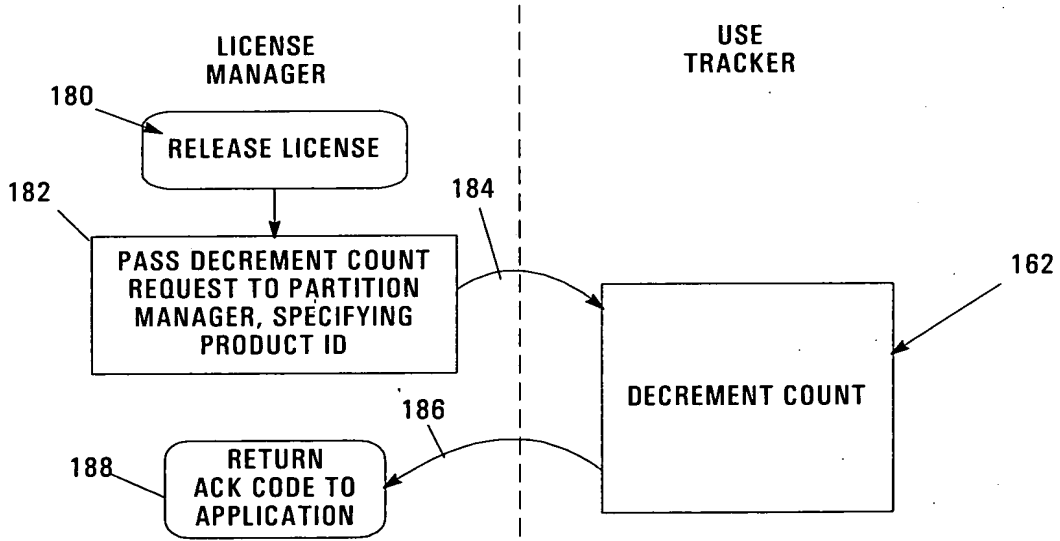 LICENSE
MANAGER
USE
TRACKER
180
RELEASE LICENSE
182
184
PASS DECREMENT COUNT
REQUEST TO PARTITION
MANAGER, SPECIFYING
PRODUCT ID
162
DECREMENT COUNT
186
188
RETURN
ACK CODE TO
APPLICATION